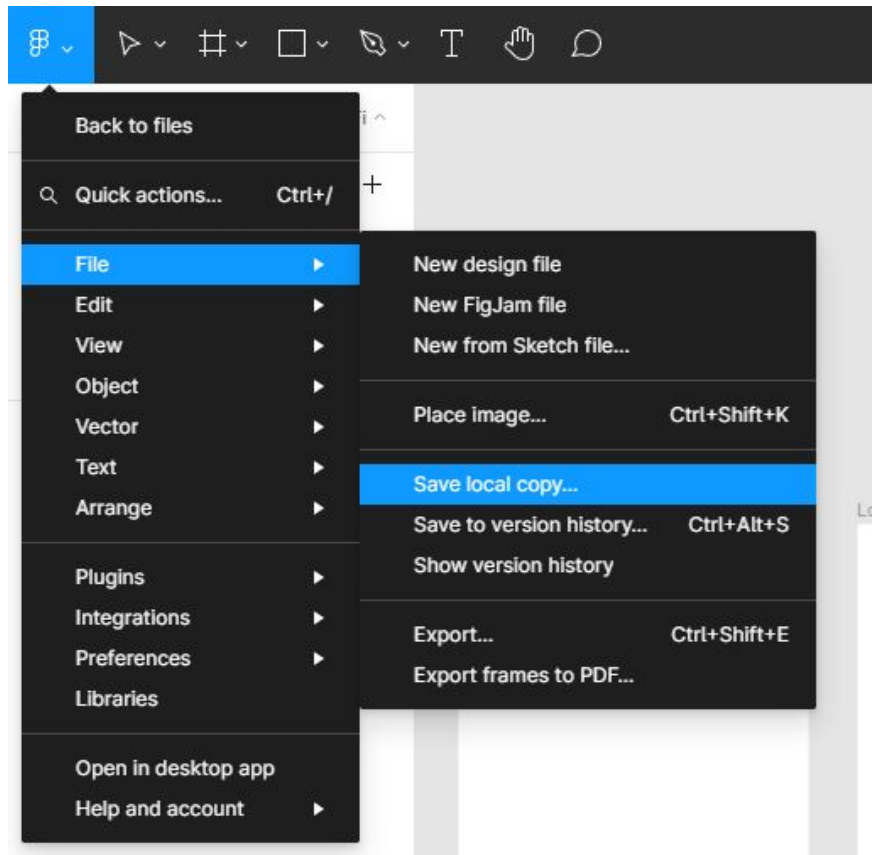 T
i
Back to files
Quick actions... Ctrl+/
File
Edit
View
Object
Vector
Text
Arrange
Plugins
Integrations
Preferences
Libraries
Open in desktop app
Help and account
New design file
New FigJam file
New from Sketch file...
Place image... Ctrl+Shift+K
Save local copy...
Save to version history... Ctrl+Alt+S
Show version history
Export... Ctrl+Shift+E
Export frames to PDF...
Lo